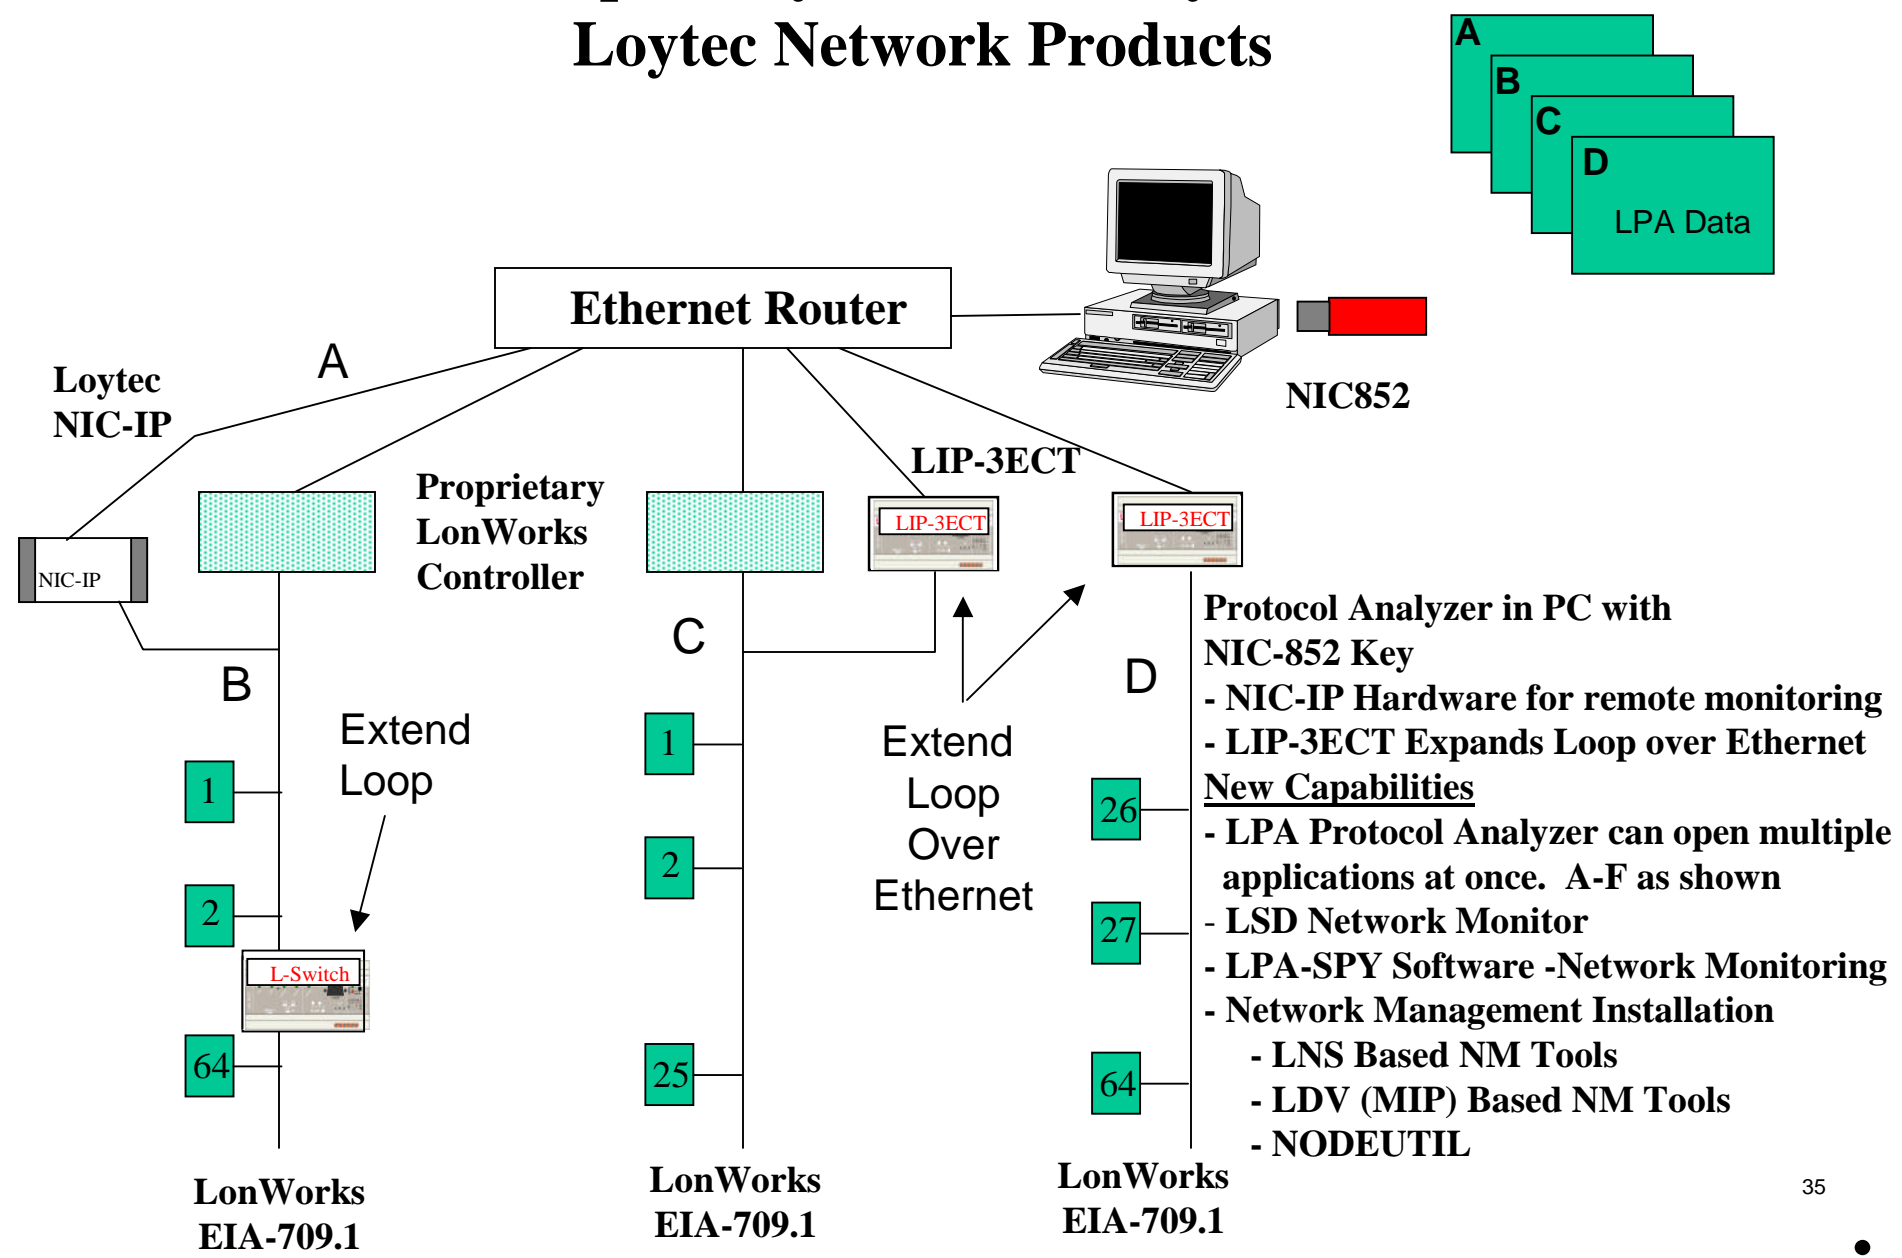 Loytec Network Products
A
B
C
D
LPA Data
Ethernet Router
NIC852
A
Loytec
NIC-IP
NIC-IP
Proprietary
LonWorks
Controller
LIP-3ECT
LIP-3ECT
LIP-3ECT
B
C
D
Extend
Loop
Extend
Loop
Over
Ethernet
1
2
L-Switch
64
1
2
25
26
27
64
LonWorks
EIA-709.1
LonWorks
EIA-709.1
LonWorks
EIA-709.1
Protocol Analyzer in PC with
NIC-852 Key
- NIC-IP Hardware for remote monitoring
- LIP-3ECT Expands Loop over Ethernet
New Capabilities
- LPA Protocol Analyzer can open multiple
applications at once. A-F as shown
- LSD Network Monitor
- LPA-SPY Software -Network Monitoring
- Network Management Installation
- LNS Based NM Tools
- LDV (MIP) Based NM Tools
- NODEUTIL
35